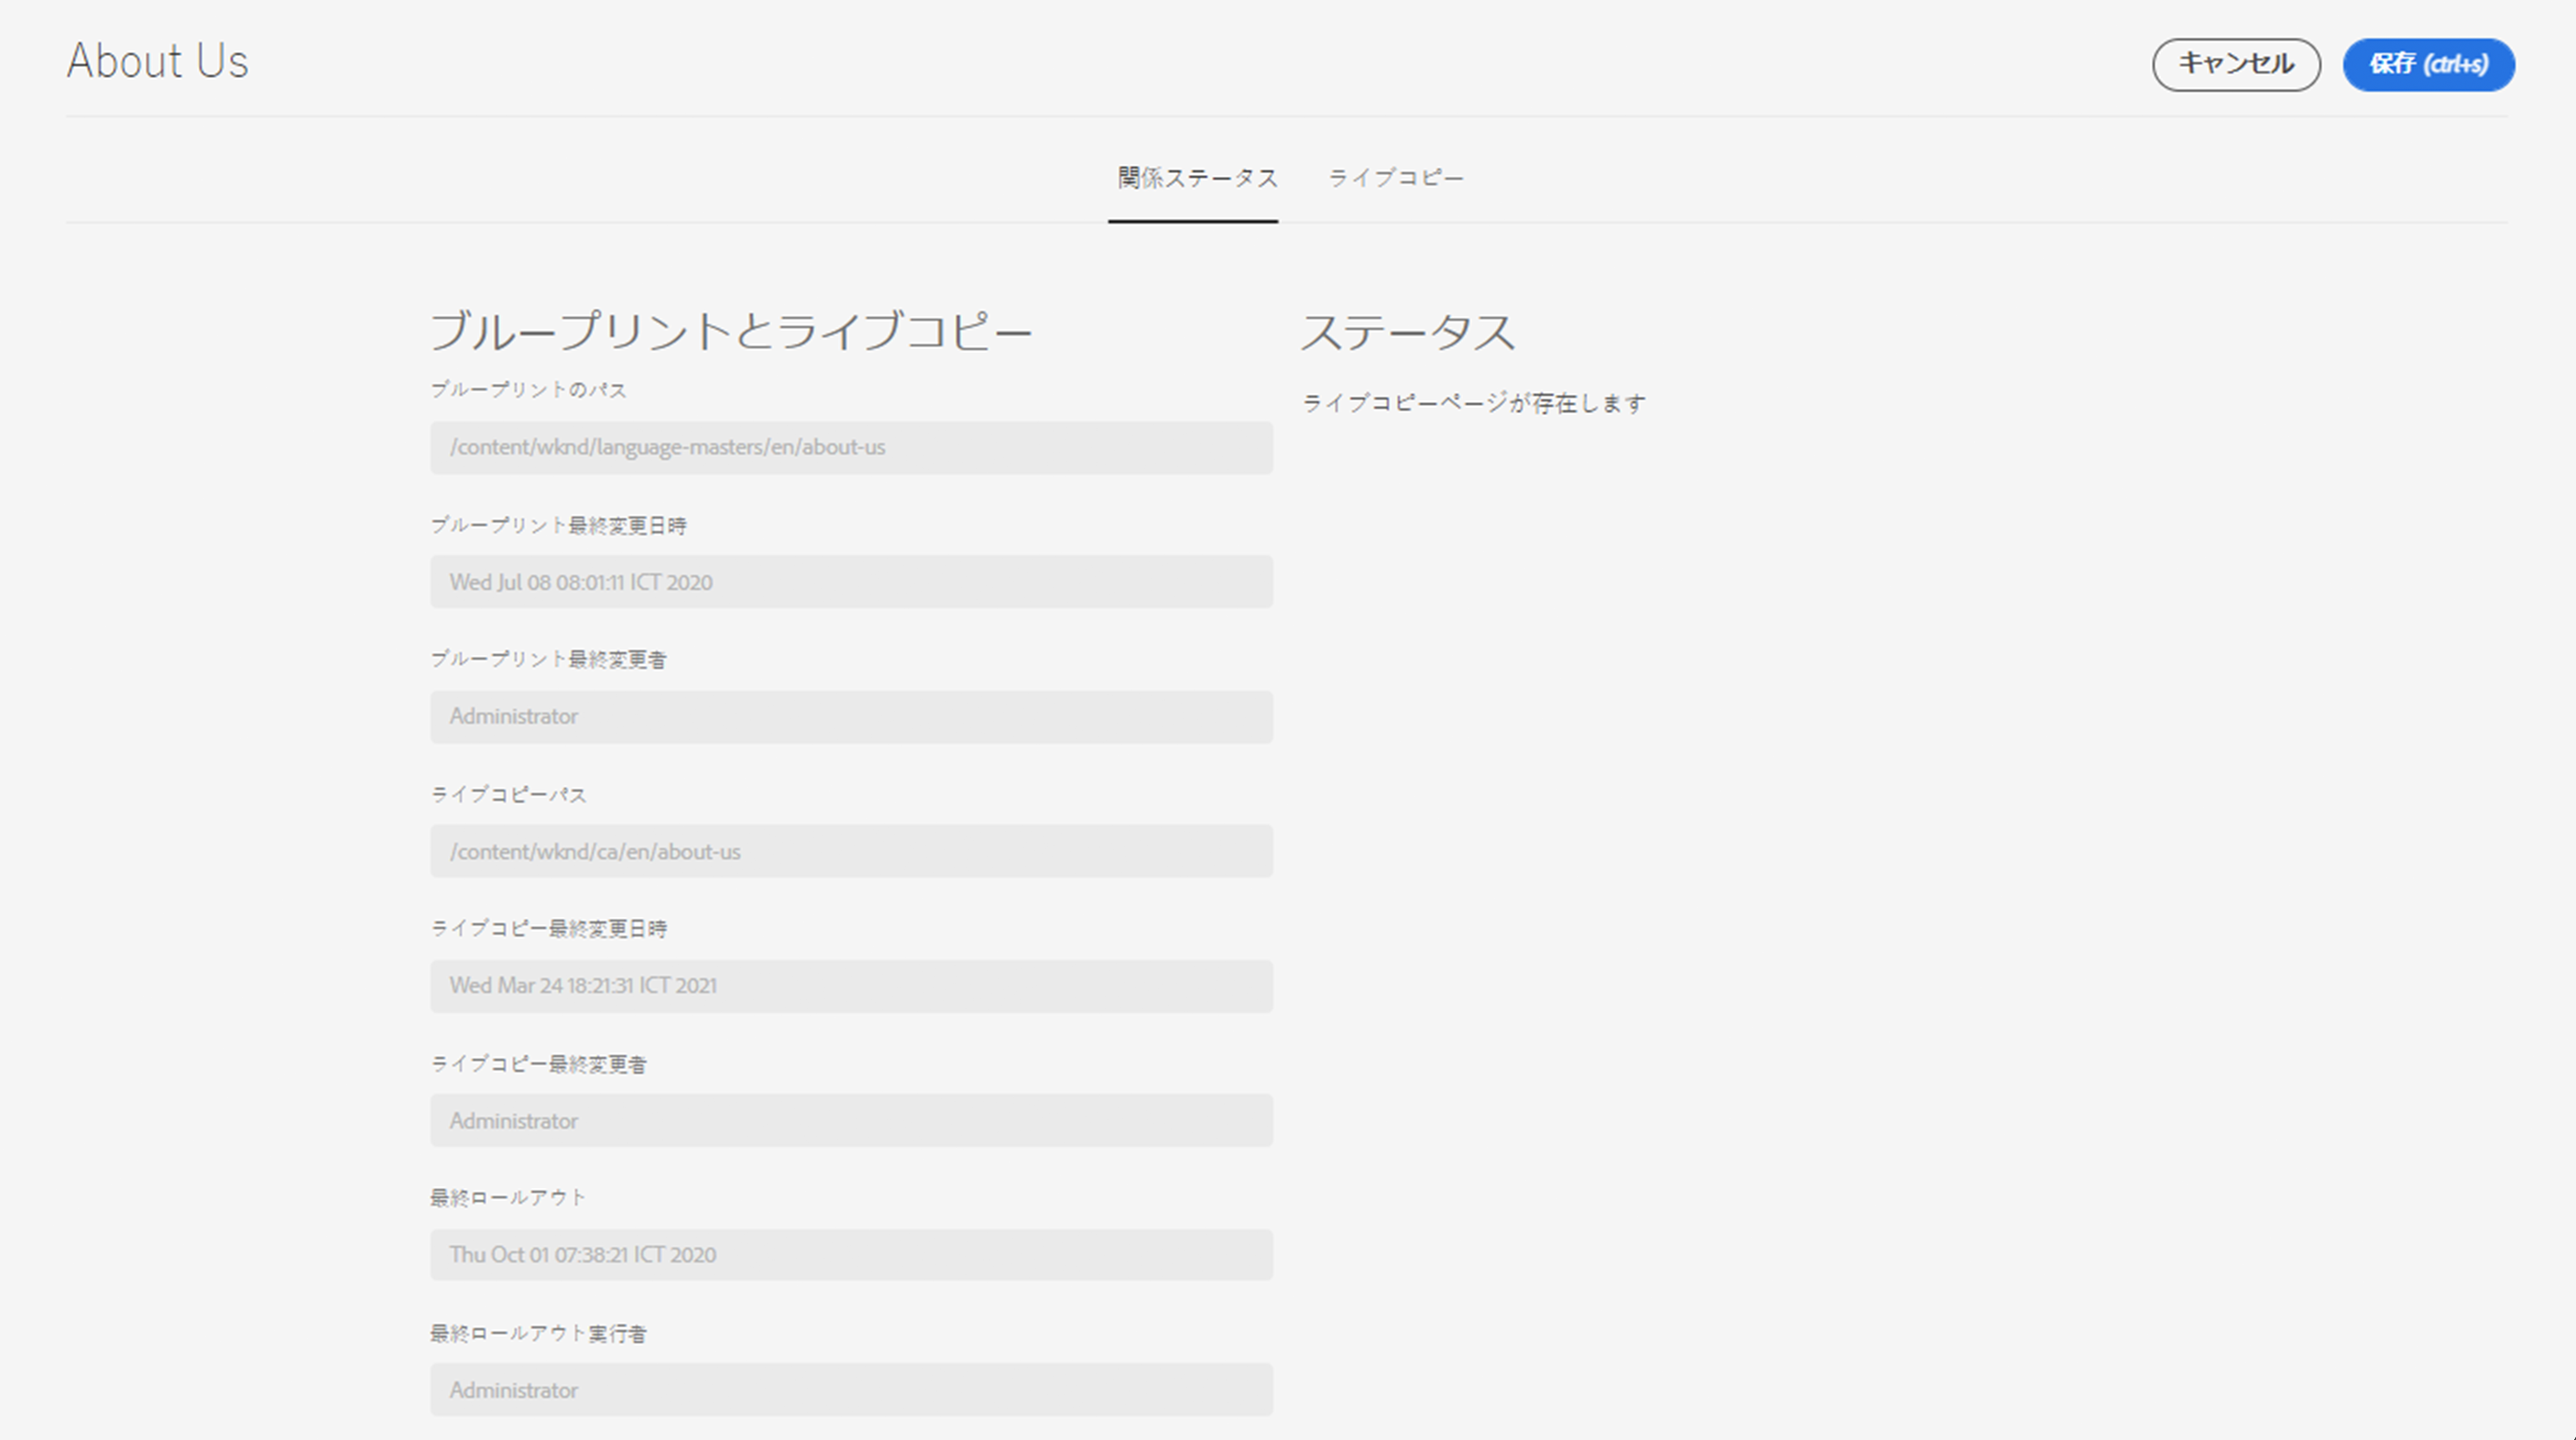 About Us
キャンセル
保存 (ctrl+s)
関係ステータス
ライブコピー
ブループリントとライブコピー
ブループリントのパス
/content/wknd/language-masters/en/about-us
ブループリント最終変更日時
Wed Jul 08 08:01:11 ICT 2020
ブループリント最終変更者
Administrator
ライブコピーパス
/content/wknd/ca/en/about-us
ライブコピー最終変更日時
Wed Mar 24 18:21:31 ICT 2021
ライブコピー最終変更者
Administrator
最終ロールアウト
Thu Oct 01 07:38:21 ICT 2020
最終ロールアウト実行者
Administrator
ステータス
ライブコピーページが存在します